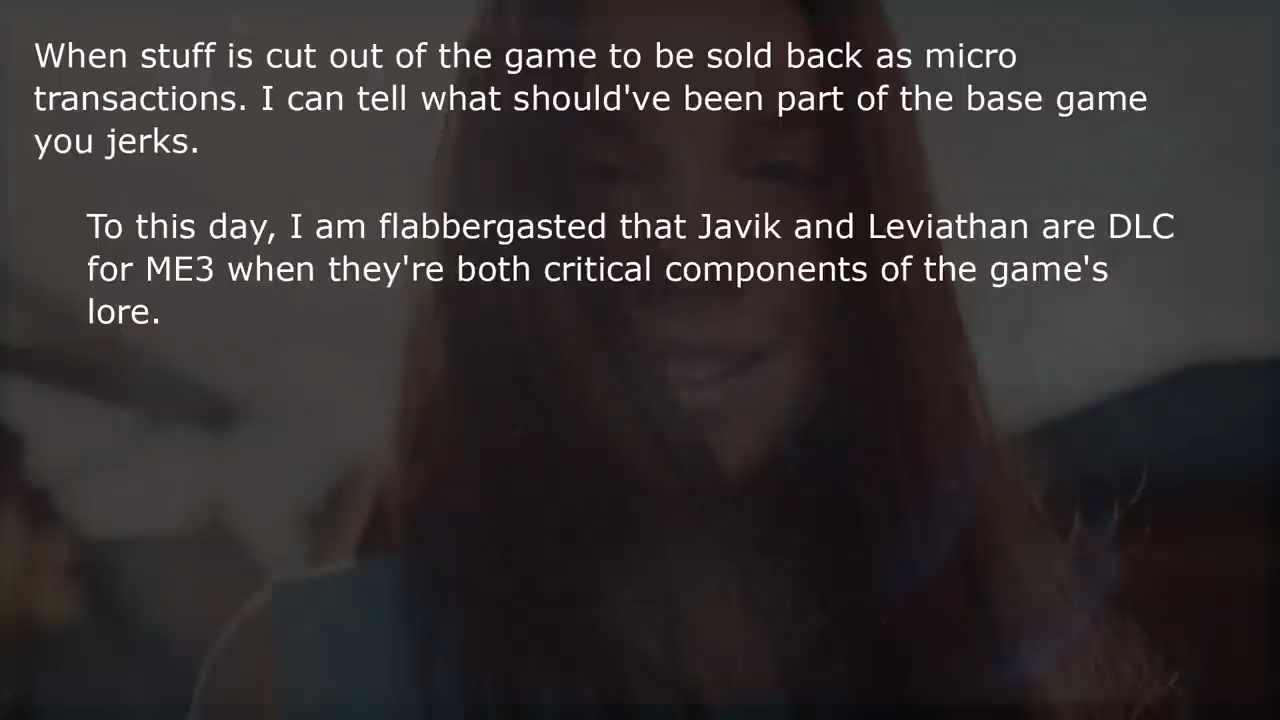 When stuff is cut out of the game to be sold back as micro
transactions. I can tell what should've been part of the base game
you jerks.
To this day, I am flabbergasted that Javik and Leviathan are DLC
for ME3 when they're both critical components of the game's
lore.